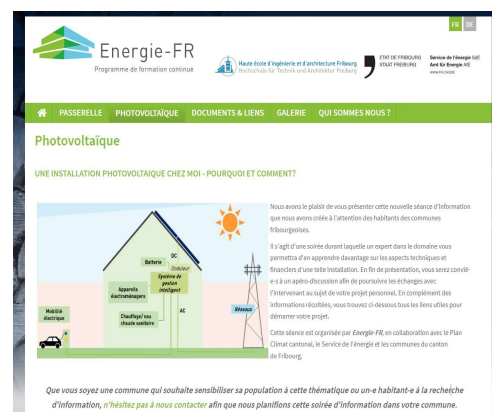 FR DE
Energie-FR
Programme de formation continue
Haute école d'ingénierie et d'architecture Fribourg
Hochschule für Technik und Architektur Freiburg
ETAT DE FRIBOURG
STAAT FREIBURG
Service de l'énergie SdE
Amt für Energie AfE
PASSERELLE PHOTOVOLTAÏQUE DOCUMENTS & LIENS GALERIE QUI SOMMES NOUS ?
Photovoltaïque
UNE INSTALLATION PHOTOVOLTAIQUE CHEZ MOI - POURQUOI ET COMMENT?
DC
Batterie
Onduleur
Système de
gestion
intelligent
Appareils
électroménagers
AC
Chauffage/ eau
chaude sanitaire
Mobilité
électrique
Réseaux
Nous avons le plaisir de vous présenter cette nouvelle séance d'information
que nous avons créée à l'attention des habitants des communes
fribourgeoises.
Il s'agit d'une soirée durant laquelle un expert dans le domaine vous
permettra d'en apprendre davantage sur les aspects techniques et
financiers d'une telle installation. En fin de présentation, vous serez convié-
e-s à un apéro-discussion afin de poursuivre les échanges avec
l'intervenant au sujet de votre projet personnel. En complément des
informations récoltées, vous trouvez ci-dessous tous les liens utiles pour
démarrer votre projet.
Cette séance est organisée par Energie-FR, en collaboration avec le Plan
Climat cantonal, le Service de l'énergie et les communes du canton
de Fribourg.
Que vous soyez une commune qui souhaite sensibiliser sa population à cette thématique ou un-e habitant-e à la recherche
d'information, n'hésitez pas à nous contacter afin que nous planifions cette soirée d'information dans votre commune.